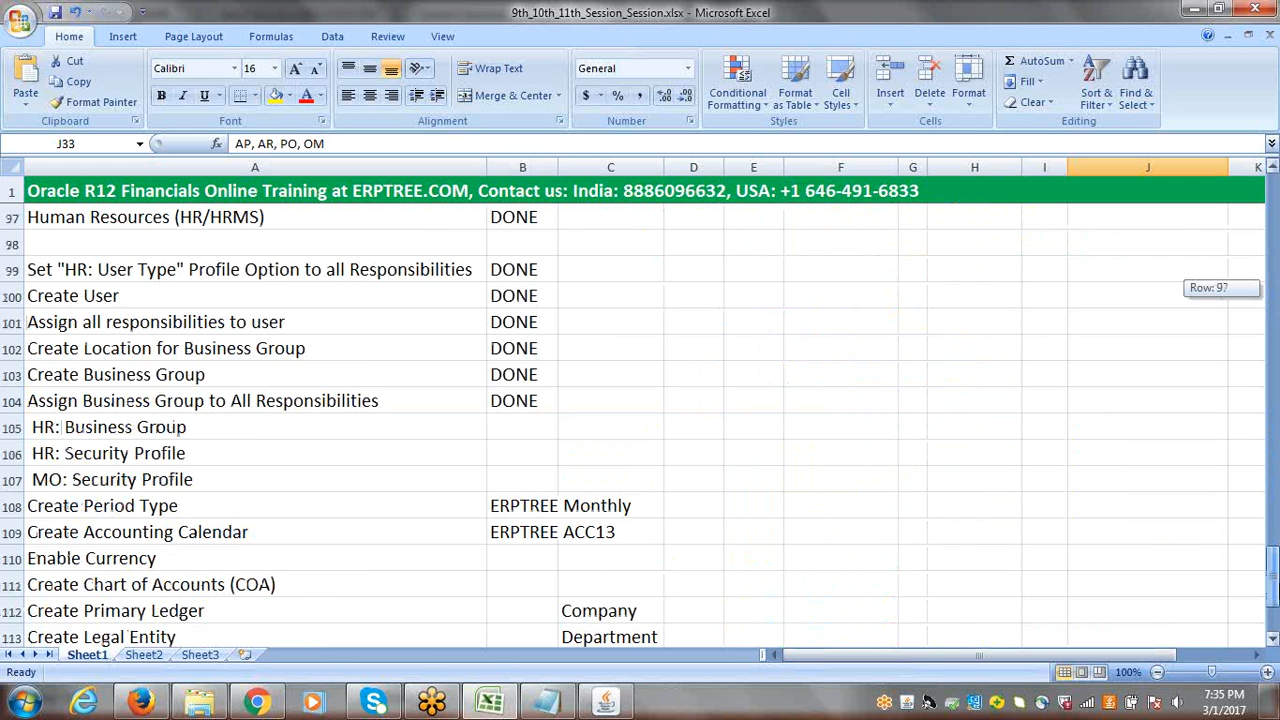 9th_10th_11th_Session_Session.xlsx - Microsoft Excel
Home Insert Page Layout Formulas Data Review View
Paste
Cut
Copy
Format Painter
Clipboard
Calibri 16
B I U
Font
Wrap Text
Merge & Center
Alignment
General
$ % ,
Number
Conditional Formatting
Format as Table
Cell Styles
Styles
Insert
Delete
Format
Cells
AutoSum
Fill
Clear
Sort & Filter
Find & Select
Editing
J33 fx AP, AR, PO, OM
A B C D E F G H I J K
1 Oracle R12 Financials Online Training at ERPTREE.COM, Contact us: India: 8886096632, USA: +1 646-491-6833
97 Human Resources (HR/HRMS) DONE
98
99 Set "HR: User Type" Profile Option to all Responsibilities DONE
Row: 97
100 Create User DONE
101 Assign all responsibilities to user DONE
102 Create Location for Business Group DONE
103 Create Business Group DONE
104 Assign Business Group to All Responsibilities DONE
105 HR: Business Group
106 HR: Security Profile
107 MO: Security Profile
108 Create Period Type ERPTREE Monthly
109 Create Accounting Calendar ERPTREE ACC13
110 Enable Currency
111 Create Chart of Accounts (COA)
112 Create Primary Ledger Company
113 Create Legal Entity Department
Sheet1 Sheet2 Sheet3
Ready 100%
7:35 PM
3/1/2017